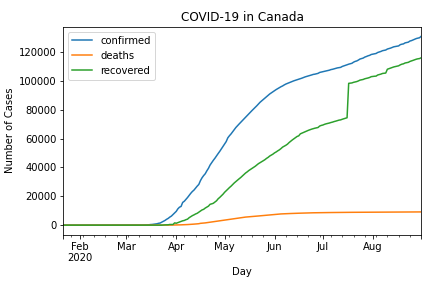 COVID-19 in Canada
confirmed
deaths
recovered
Number of Cases
120000
100000
80000
60000
40000
20000
0
Feb Mar Apr May Jun Jul Aug
2020
Day